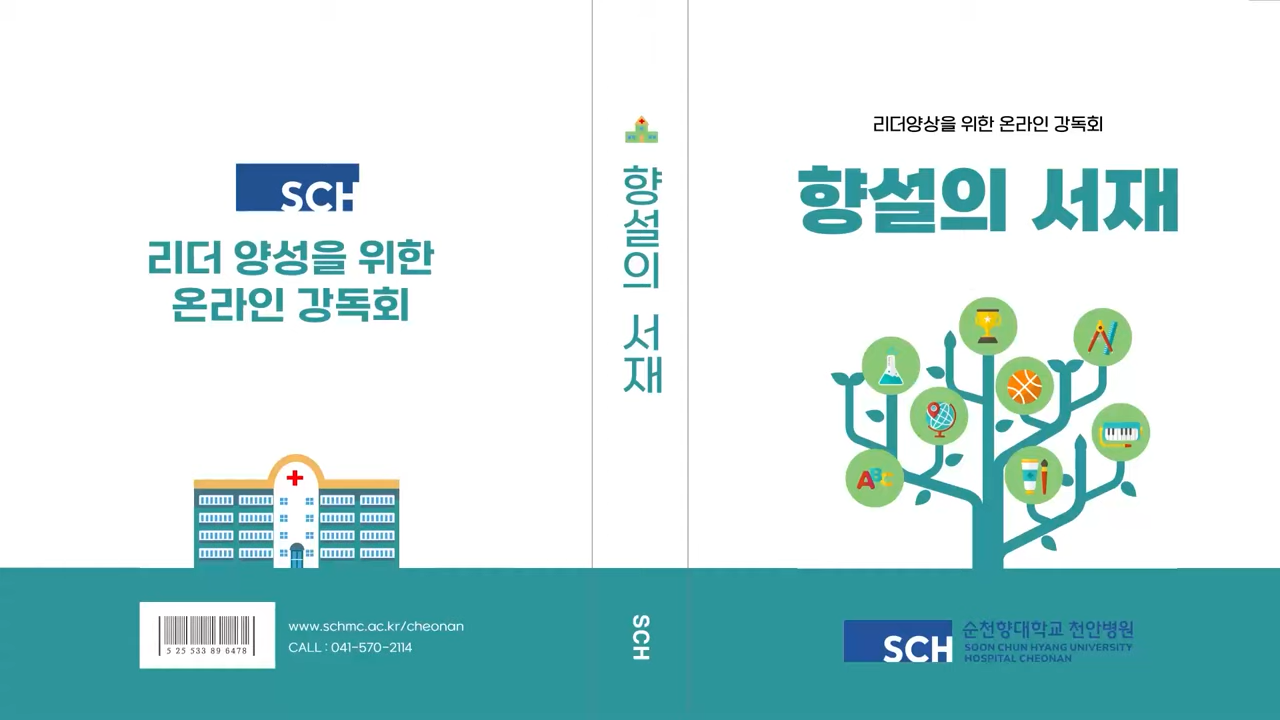 SCH
리더 양성을 위한
온라인 강독회
5 25 533 89 6478
www.schmc.ac.kr/cheonan
CALL : 041-570-2114
향설의 서재
SCH
리더양상을 위한 온라인 강독회
향설의 서재
ABC
SCH
순천향대학교 천안병원
SOON CHUN HYANG UNIVERSITY
HOSPITAL CHEONAN